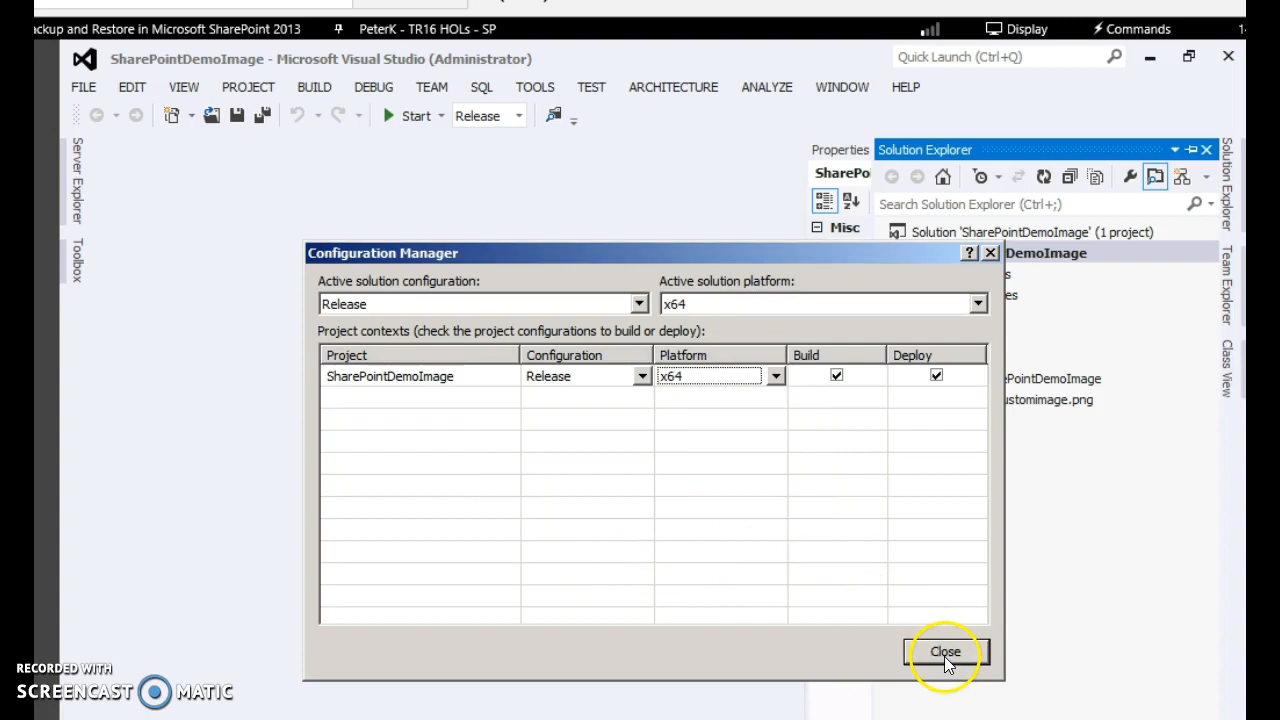 ackup and Restore in Microsoft SharePoint 2013 PeterK - TR16 HOLs - SP Display Commands
SharePointDemoImage - Microsoft Visual Studio (Administrator) Quick Launch (Ctrl+Q)
FILE EDIT VIEW PROJECT BUILD DEBUG TEAM SQL TOOLS TEST ARCHITECTURE ANALYZE WINDOW HELP
Start Release
Server Explorer
Toolbox
Properties Solution Explorer
SharePo
Search Solution Explorer (Ctrl+;)
Misc Solution 'SharePointDemoImage' (1 project)
DemoImage
s
es
ePointDemoImage
ustomimage.png
Solution Explorer
Team Explorer
Class View
Configuration Manager
Active solution configuration: Active solution platform:
Release x64
Project contexts (check the project configurations to build or deploy):
Project Configuration Platform Build Deploy
SharePointDemoImage Release x64
Close
RECORDED WITH
SCREENCAST MATIC